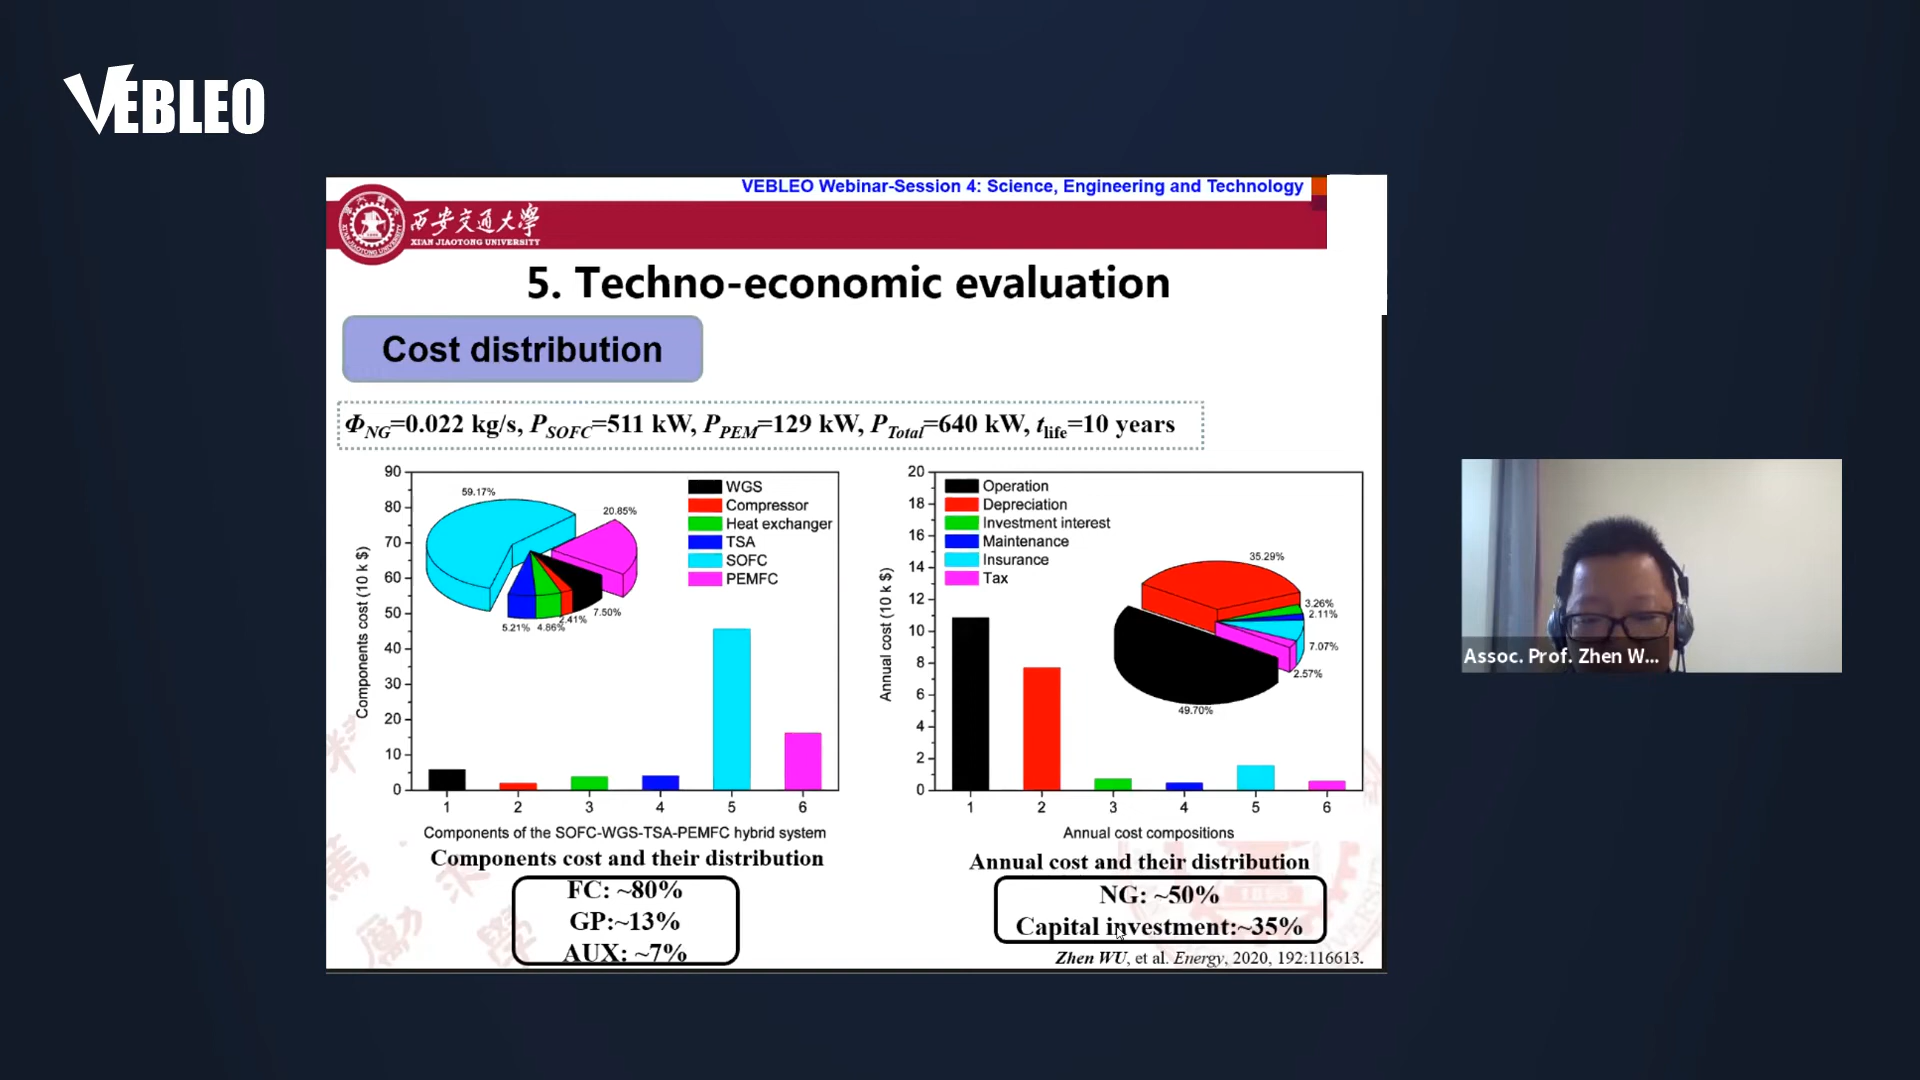 VEBLEO
VEBLEO Webinar-Session 4: Science, Engineering and Technology
西安交通大学
XI'AN JIAOTONG UNIVERSITY
5. Techno-economic evaluation
Cost distribution
Φ_NG=0.022 kg/s, P_SOFC=511 kW, P_PEM=129 kW, P_Total=640 kW, t_life=10 years
90
80
70
60
50
40
30
20
10
0
Components cost (10 k $)
59.17%
20.85%
7.50%
2.41%
4.86%
5.21%
WGS
Compressor
Heat exchanger
TSA
SOFC
PEMFC
1 2 3 4 5 6
Components of the SOFC-WGS-TSA-PEMFC hybrid system
Components cost and their distribution
FC: ~80%
GP:~13%
AUX: ~7%
20
18
16
14
12
10
8
6
4
2
0
Annual cost (10 k $)
Operation
Depreciation
Investment interest
Maintenance
Insurance
Tax
35.29%
3.26%
2.11%
7.07%
2.57%
49.70%
1 2 3 4 5 6
Annual cost compositions
Annual cost and their distribution
NG: ~50%
Capital investment:~35%
Zhen WU, et al. Energy, 2020, 192:116613.
Assoc. Prof. Zhen W...